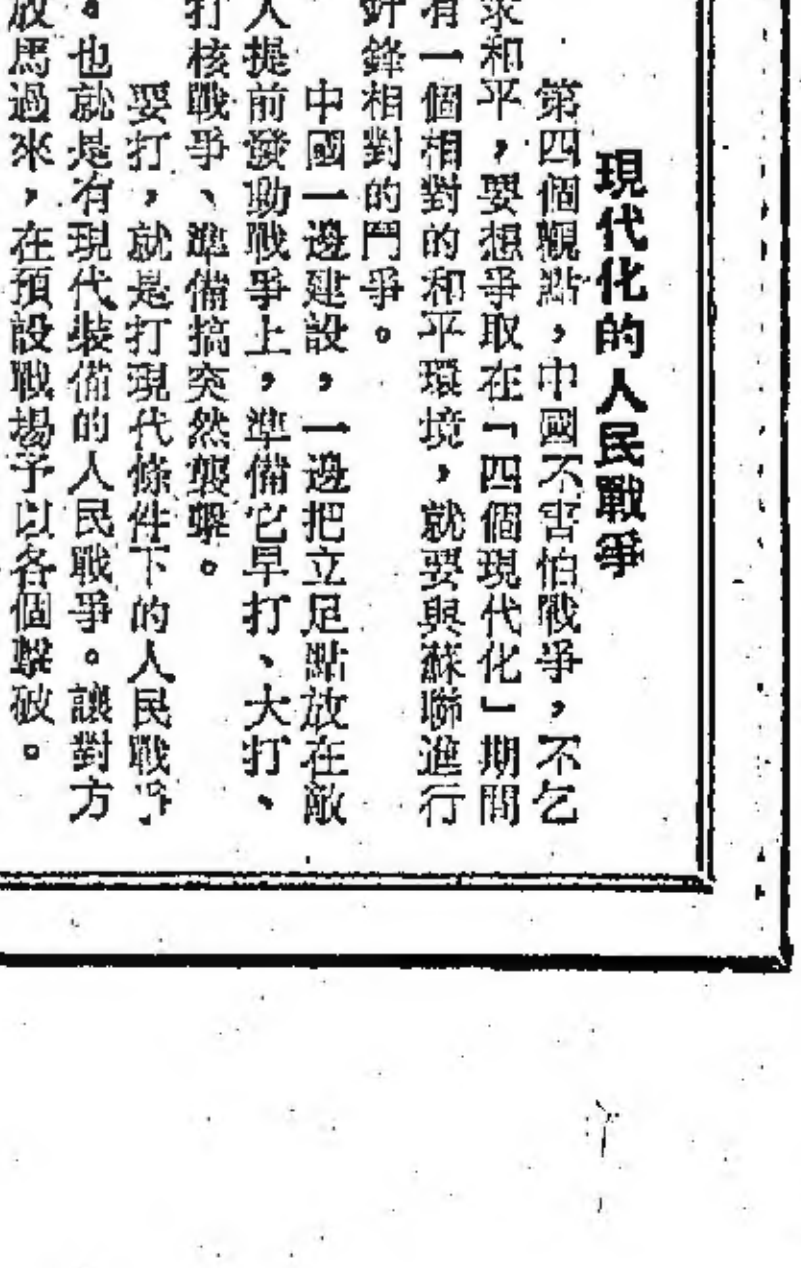 現代化的人民戰爭
第四個觀點，中國不害怕戰爭，不乞
求和平，要想爭取在「四個現代化」期間
有一個相對的和平環境，就要與蘇聯進行
針鋒相對的鬥爭。
中國一邊建設，一邊把立足點放在敵
人提前發動戰爭上，準備它早打、大打、
打核戰爭、準備搞突然襲擊。
要打，就是打現代條件下的人民戰爭
。也就是有現代裝備的人民戰爭。讓對方
放馬過來，在預設戰場予以各個擊破。